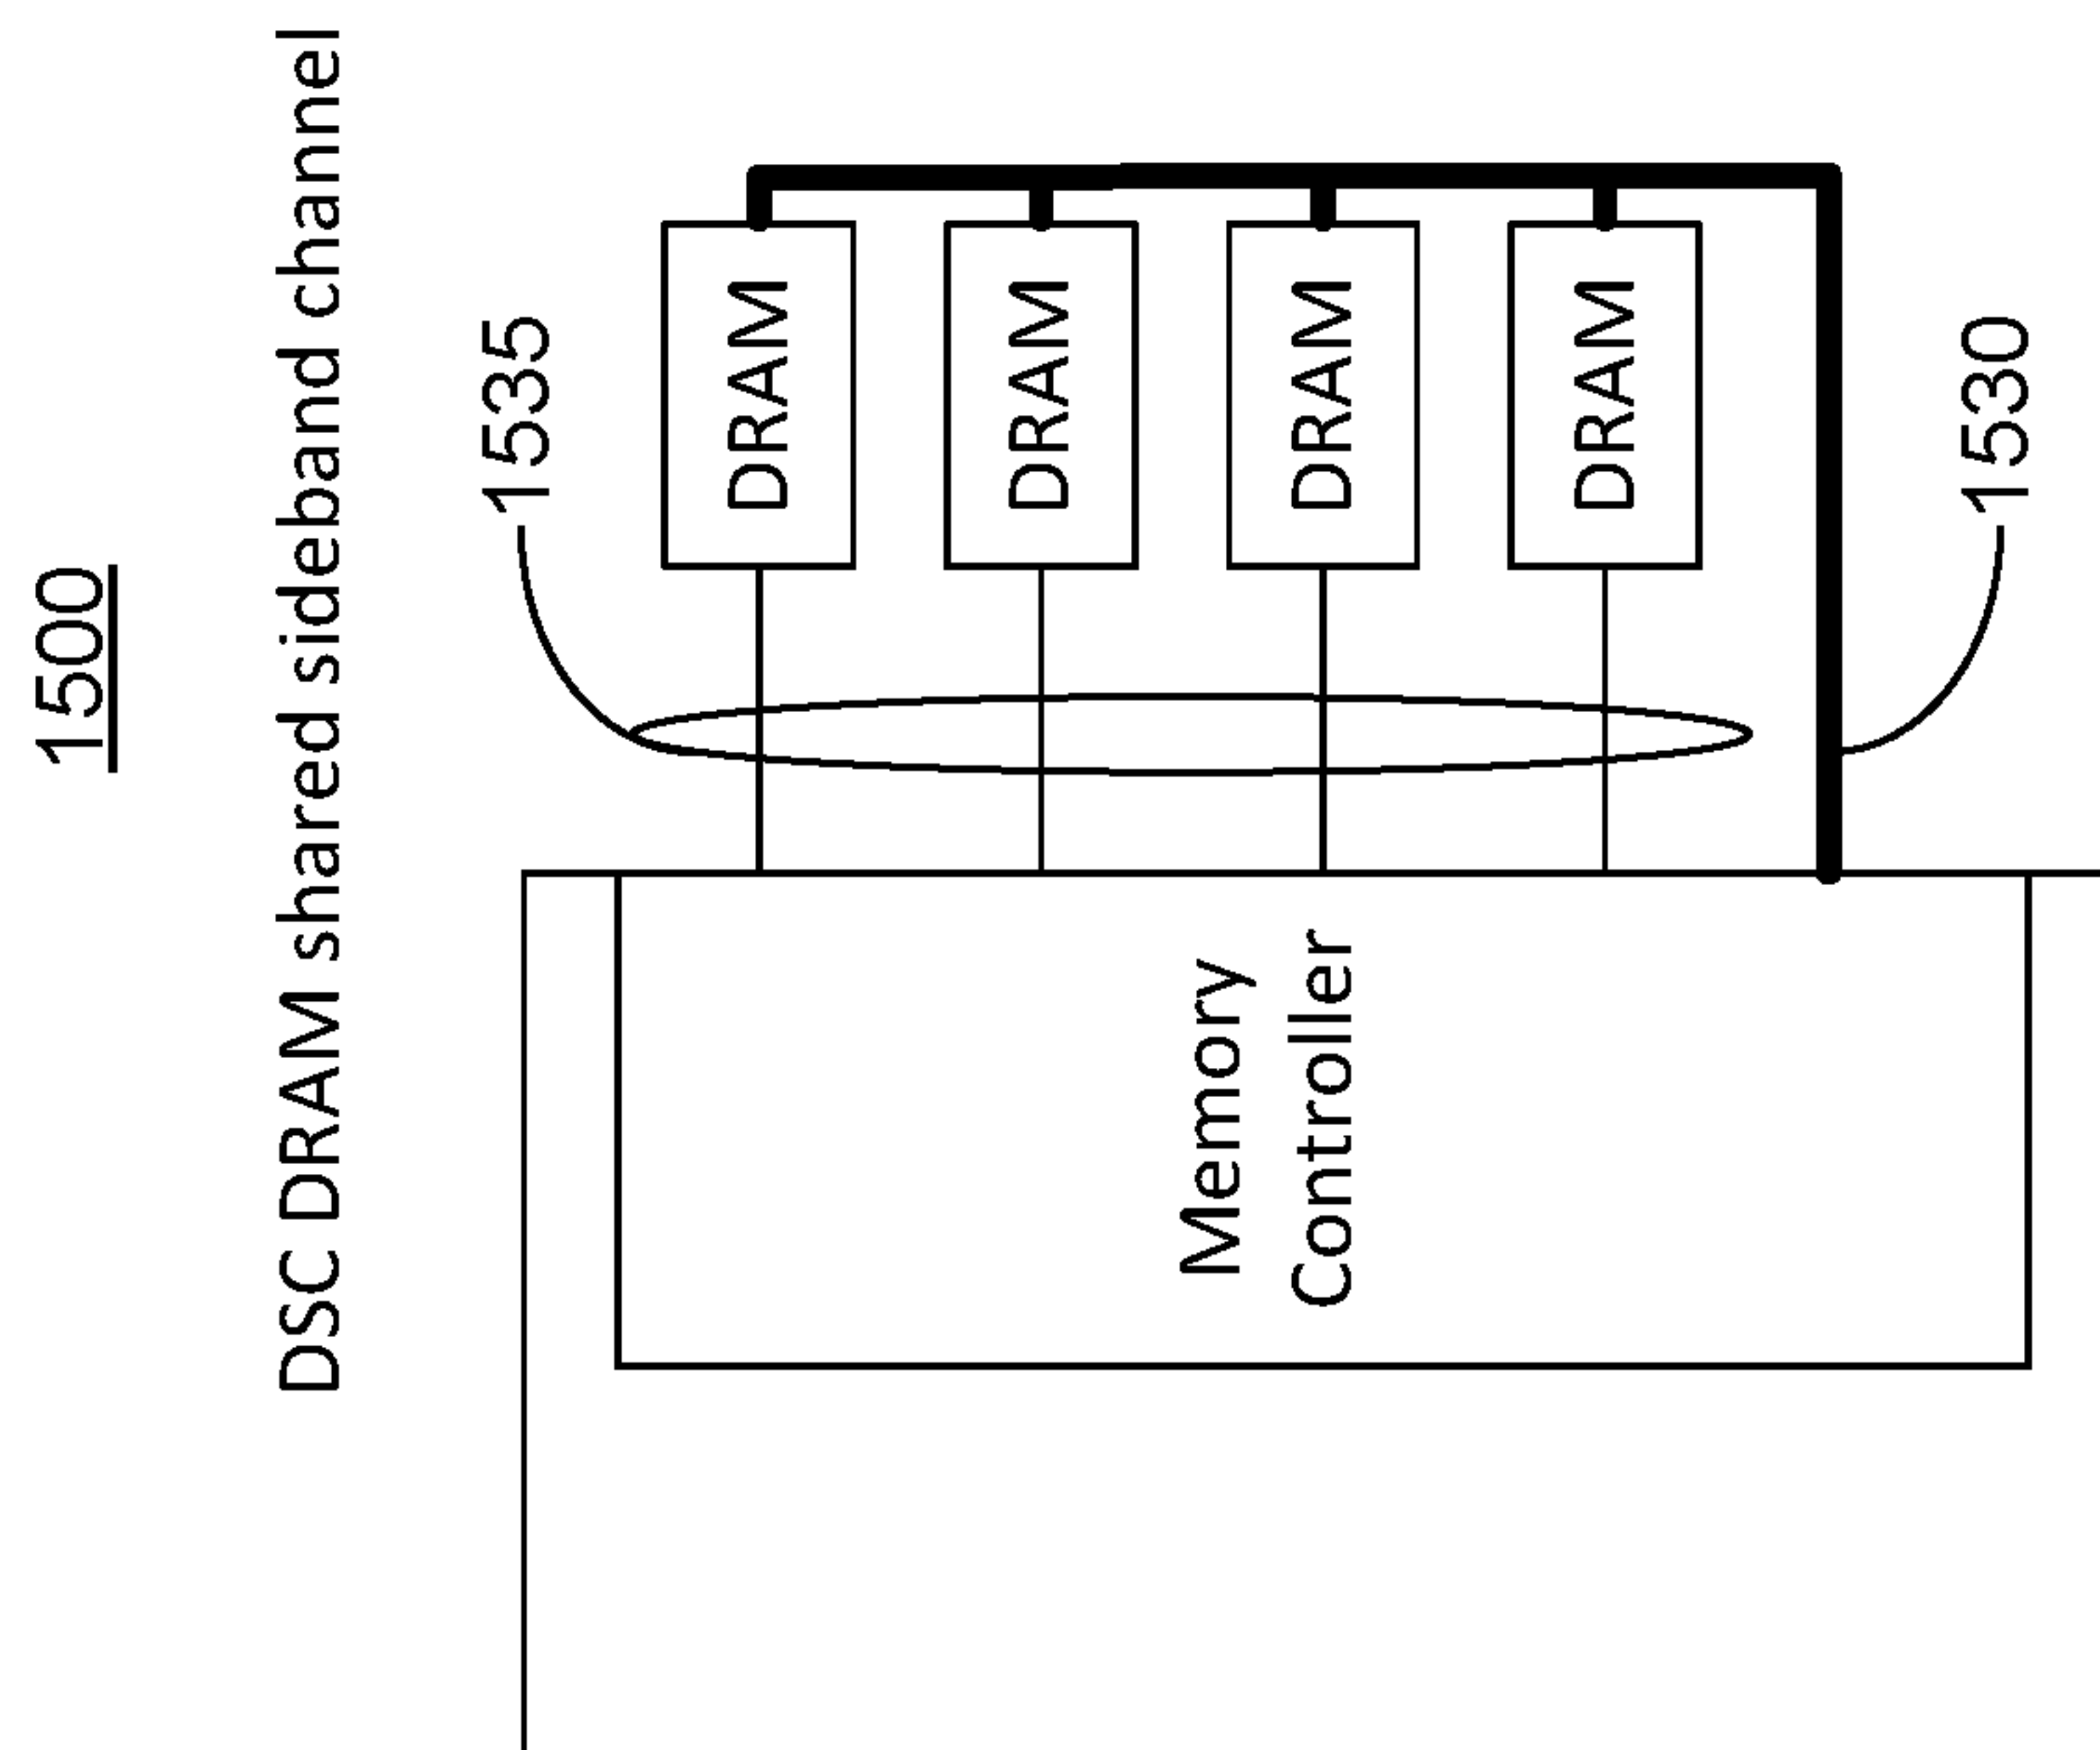 1500
DSC DRAM shared sideband channel
1535
DRAM
DRAM
DRAM
DRAM
1530
Memory
Controller